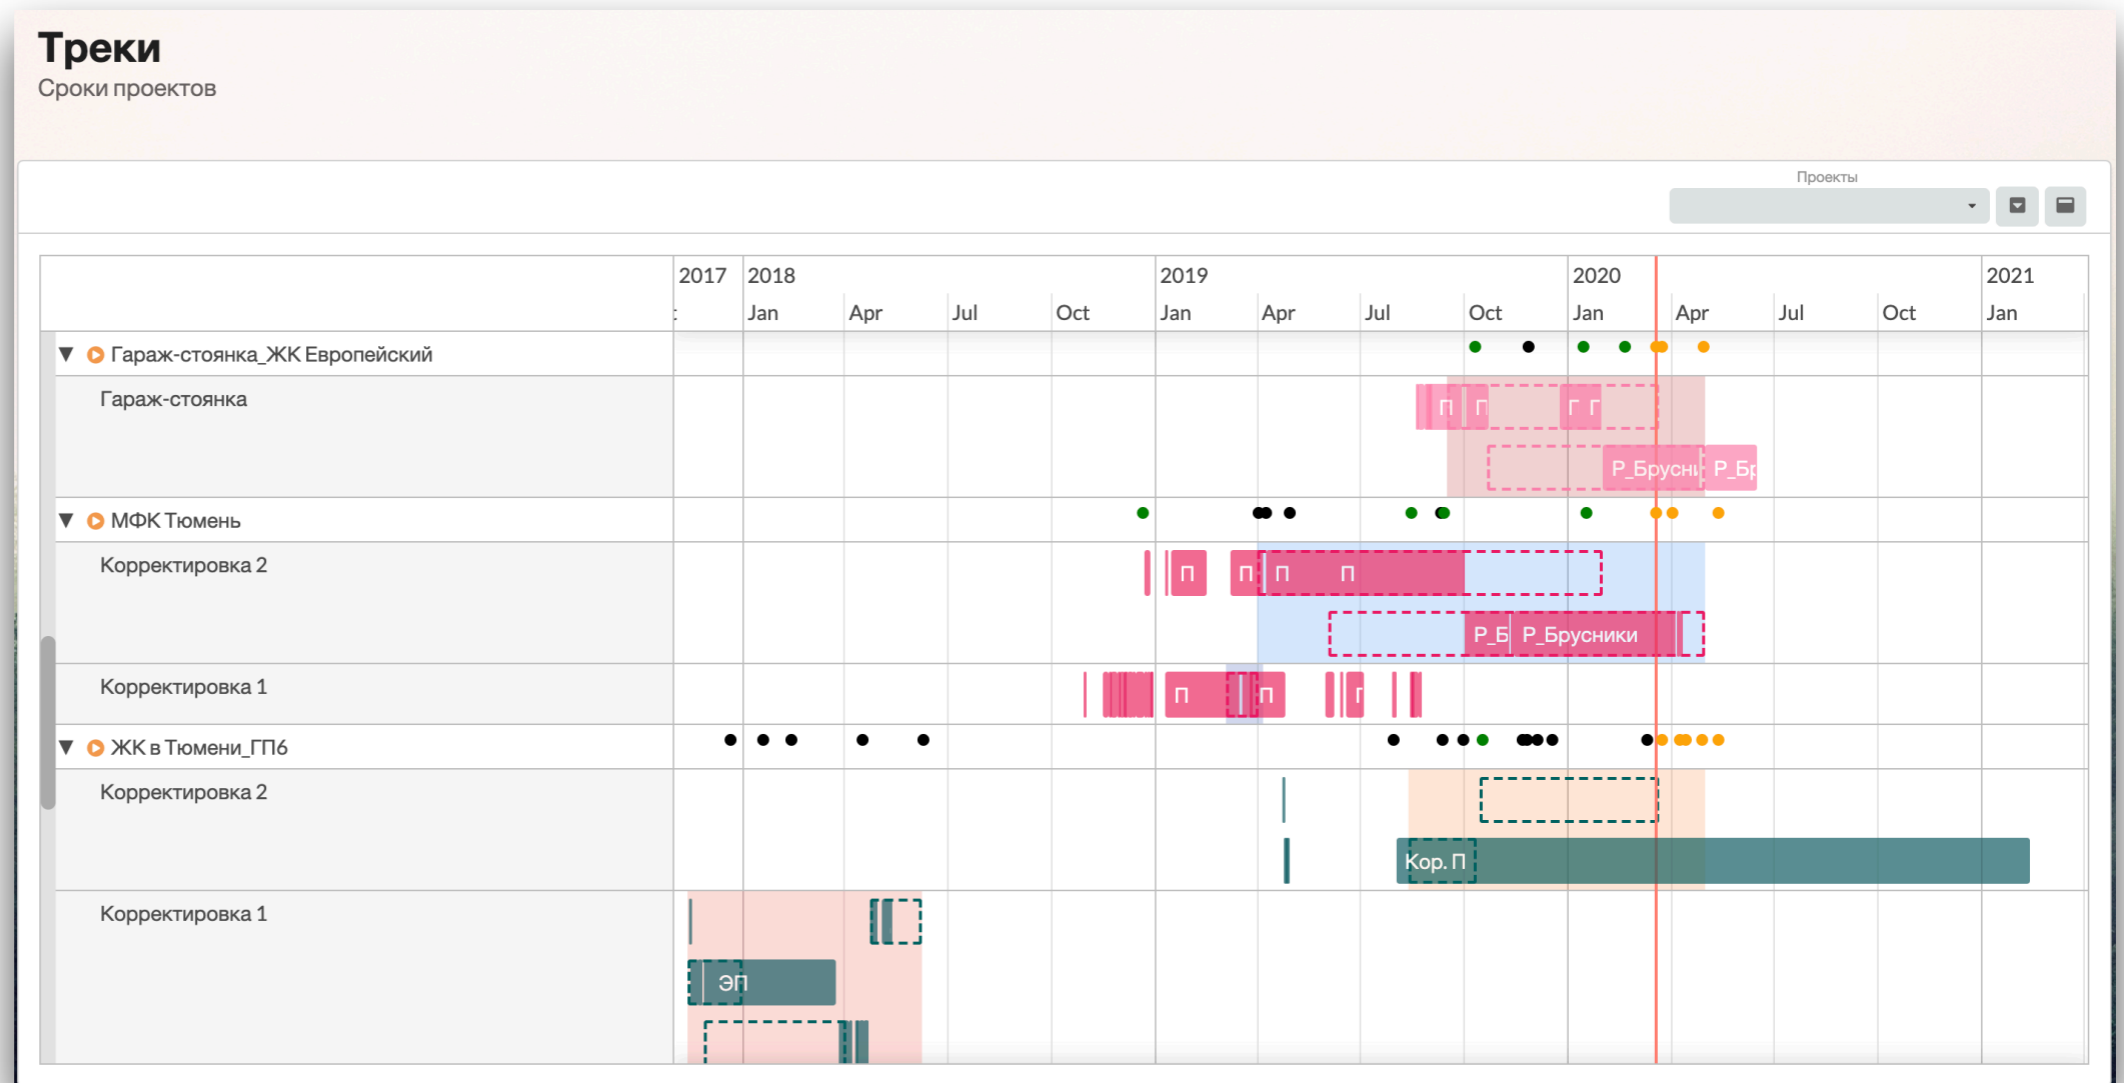 Треки
Сроки проектов
Проекты
2017 2018 2019 2020 2021
Jan Apr Jul Oct Jan Apr Jul Oct Jan Apr Jul Oct Jan
Гараж-стоянка_ЖК Европейский
Гараж-стоянка
П П
Р_Брусни Р_Бр
МФК Тюмень
Корректировка 2
П П П П
Р_Б Р_Брусники
Корректировка 1
П П
ЖК в Тюмени_ГП6
Корректировка 2
Кор. П
Корректировка 1
ЭП